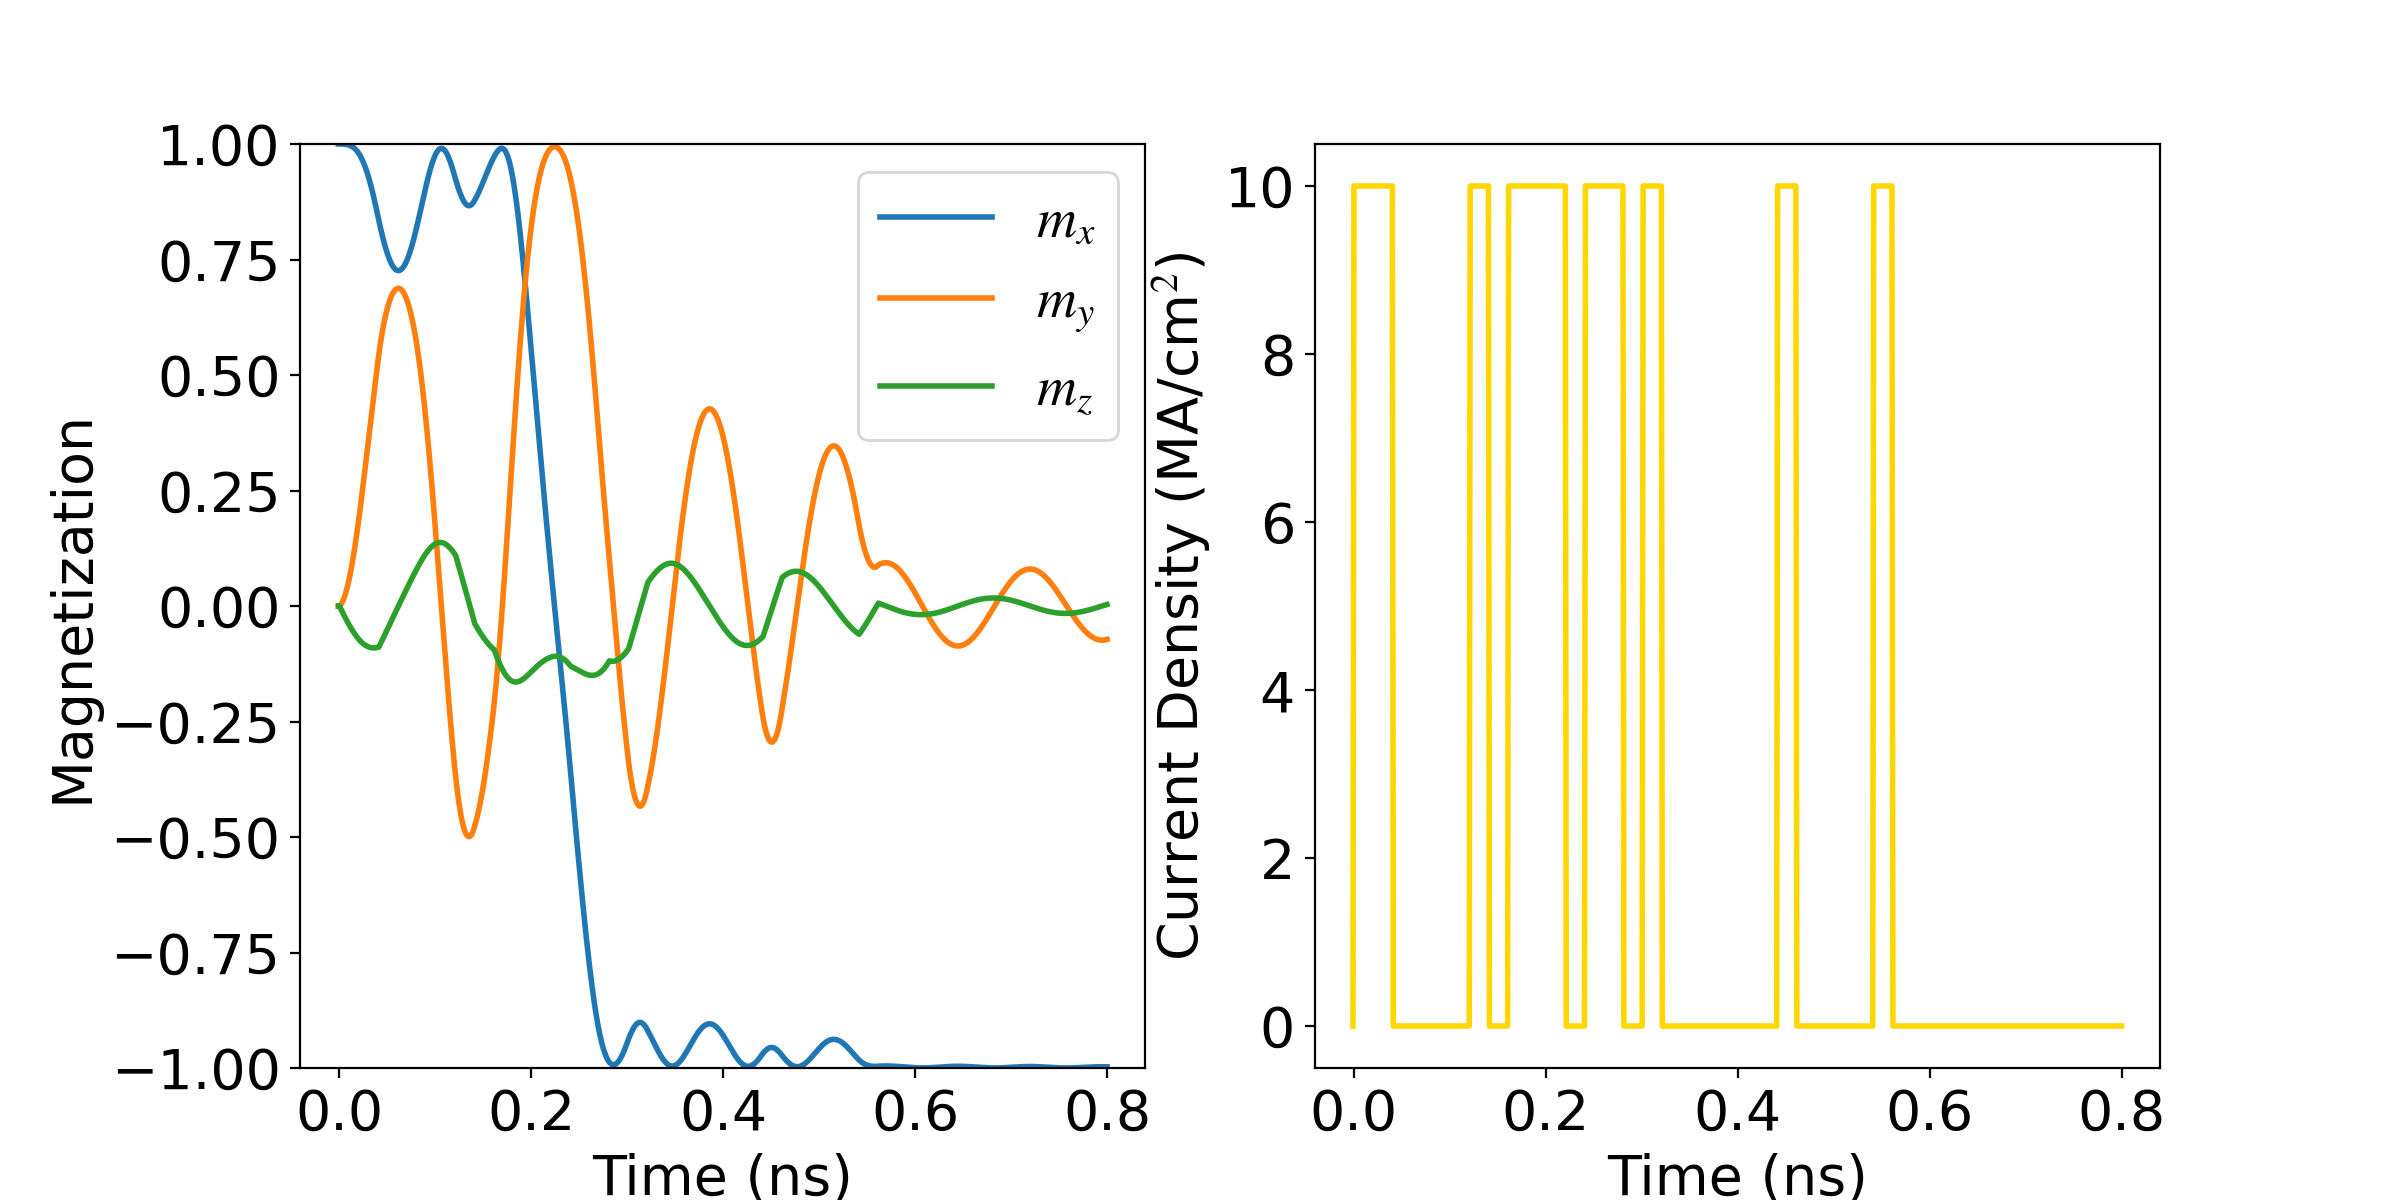 Magnetization
1.00
0.75
0.50
0.25
0.00
−0.25
−0.50
−0.75
−1.00
0.0 0.2 0.4 0.6 0.8
Time (ns)
m_x
m_y
m_z
Current Density (MA/cm²)
10
8
6
4
2
0
0.0 0.2 0.4 0.6 0.8
Time (ns)